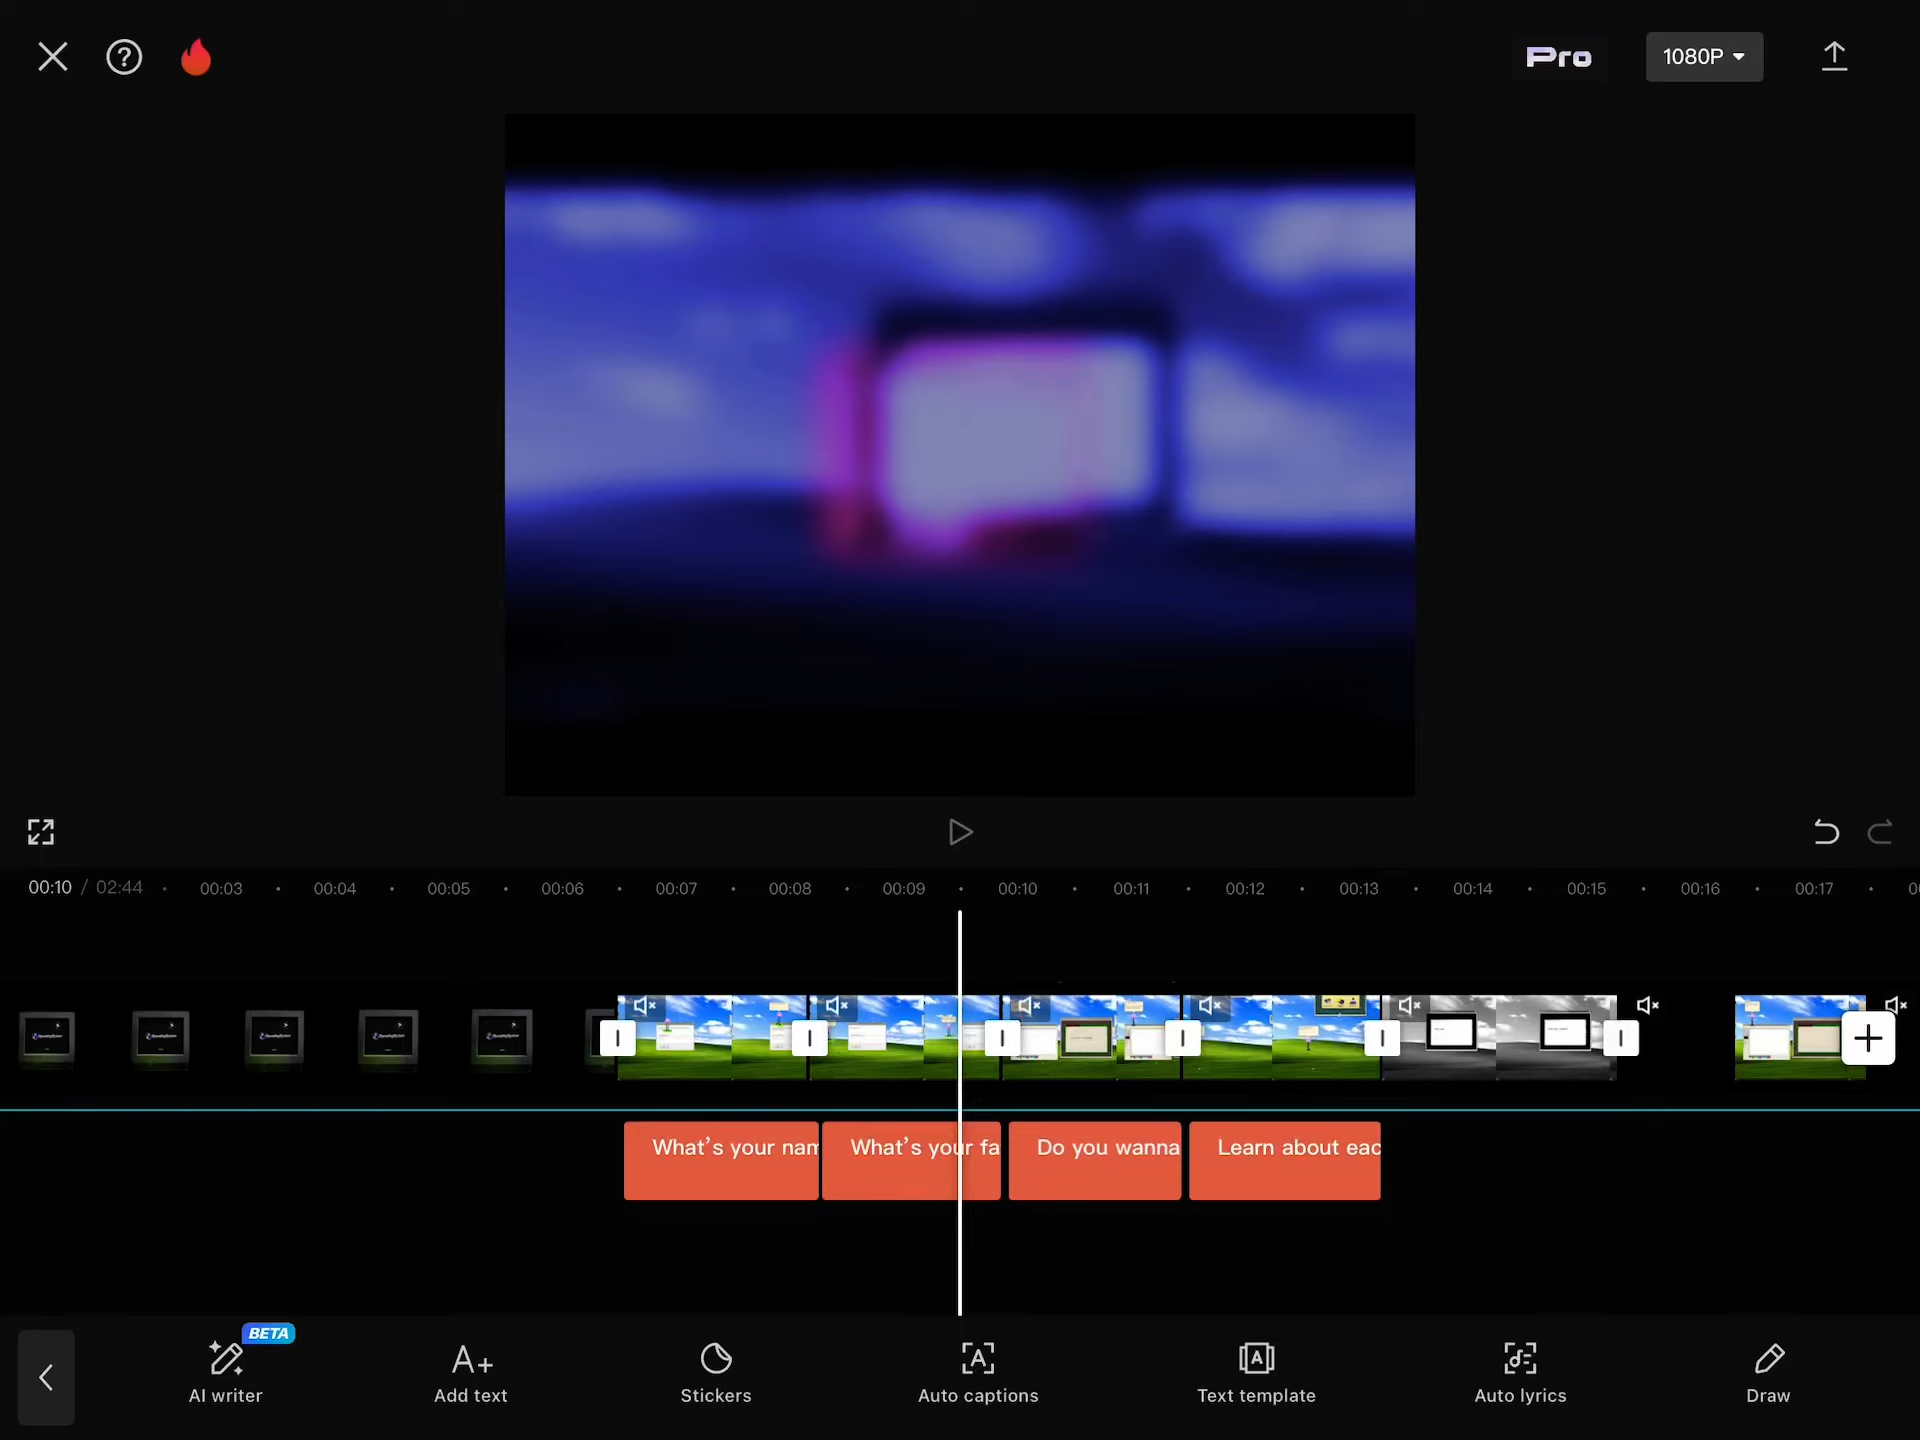 Pro
1080P
00:10 / 02:44
00:03
00:04
00:05
00:06
00:07
00:08
00:09
00:10
00:11
00:12
00:13
00:14
00:15
00:16
00:17
What's your nam
What's your fa
Do you wanna
Learn about eac
BETA
AI writer
Add text
Stickers
Auto captions
Text template
Auto lyrics
Draw